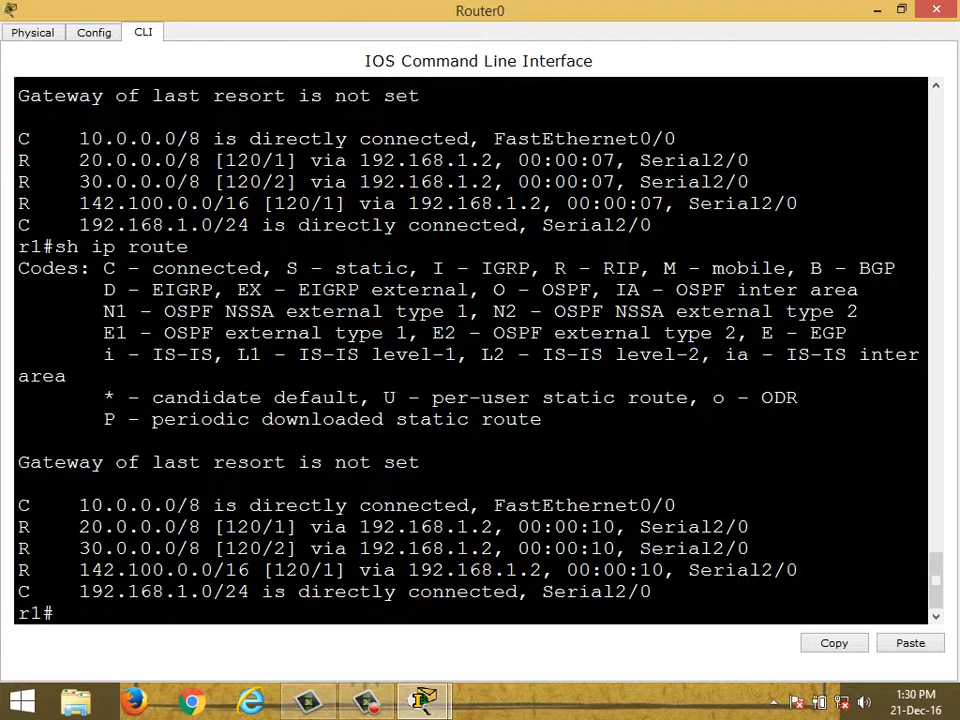 Router0
Physical Config CLI
IOS Command Line Interface
Gateway of last resort is not set
C    10.0.0.0/8 is directly connected, FastEthernet0/0
R    20.0.0.0/8 [120/1] via 192.168.1.2, 00:00:07, Serial2/0
R    30.0.0.0/8 [120/2] via 192.168.1.2, 00:00:07, Serial2/0
R    142.100.0.0/16 [120/1] via 192.168.1.2, 00:00:07, Serial2/0
C    192.168.1.0/24 is directly connected, Serial2/0
r1#sh ip route
Codes: C - connected, S - static, I - IGRP, R - RIP, M - mobile, B - BGP
       D - EIGRP, EX - EIGRP external, O - OSPF, IA - OSPF inter area
       N1 - OSPF NSSA external type 1, N2 - OSPF NSSA external type 2
       E1 - OSPF external type 1, E2 - OSPF external type 2, E - EGP
       i - IS-IS, L1 - IS-IS level-1, L2 - IS-IS level-2, ia - IS-IS inter
area
       * - candidate default, U - per-user static route, o - ODR
       P - periodic downloaded static route
Gateway of last resort is not set
C    10.0.0.0/8 is directly connected, FastEthernet0/0
R    20.0.0.0/8 [120/1] via 192.168.1.2, 00:00:10, Serial2/0
R    30.0.0.0/8 [120/2] via 192.168.1.2, 00:00:10, Serial2/0
R    142.100.0.0/16 [120/1] via 192.168.1.2, 00:00:10, Serial2/0
C    192.168.1.0/24 is directly connected, Serial2/0
r1#
Copy Paste
1:30 PM
21-Dec-16